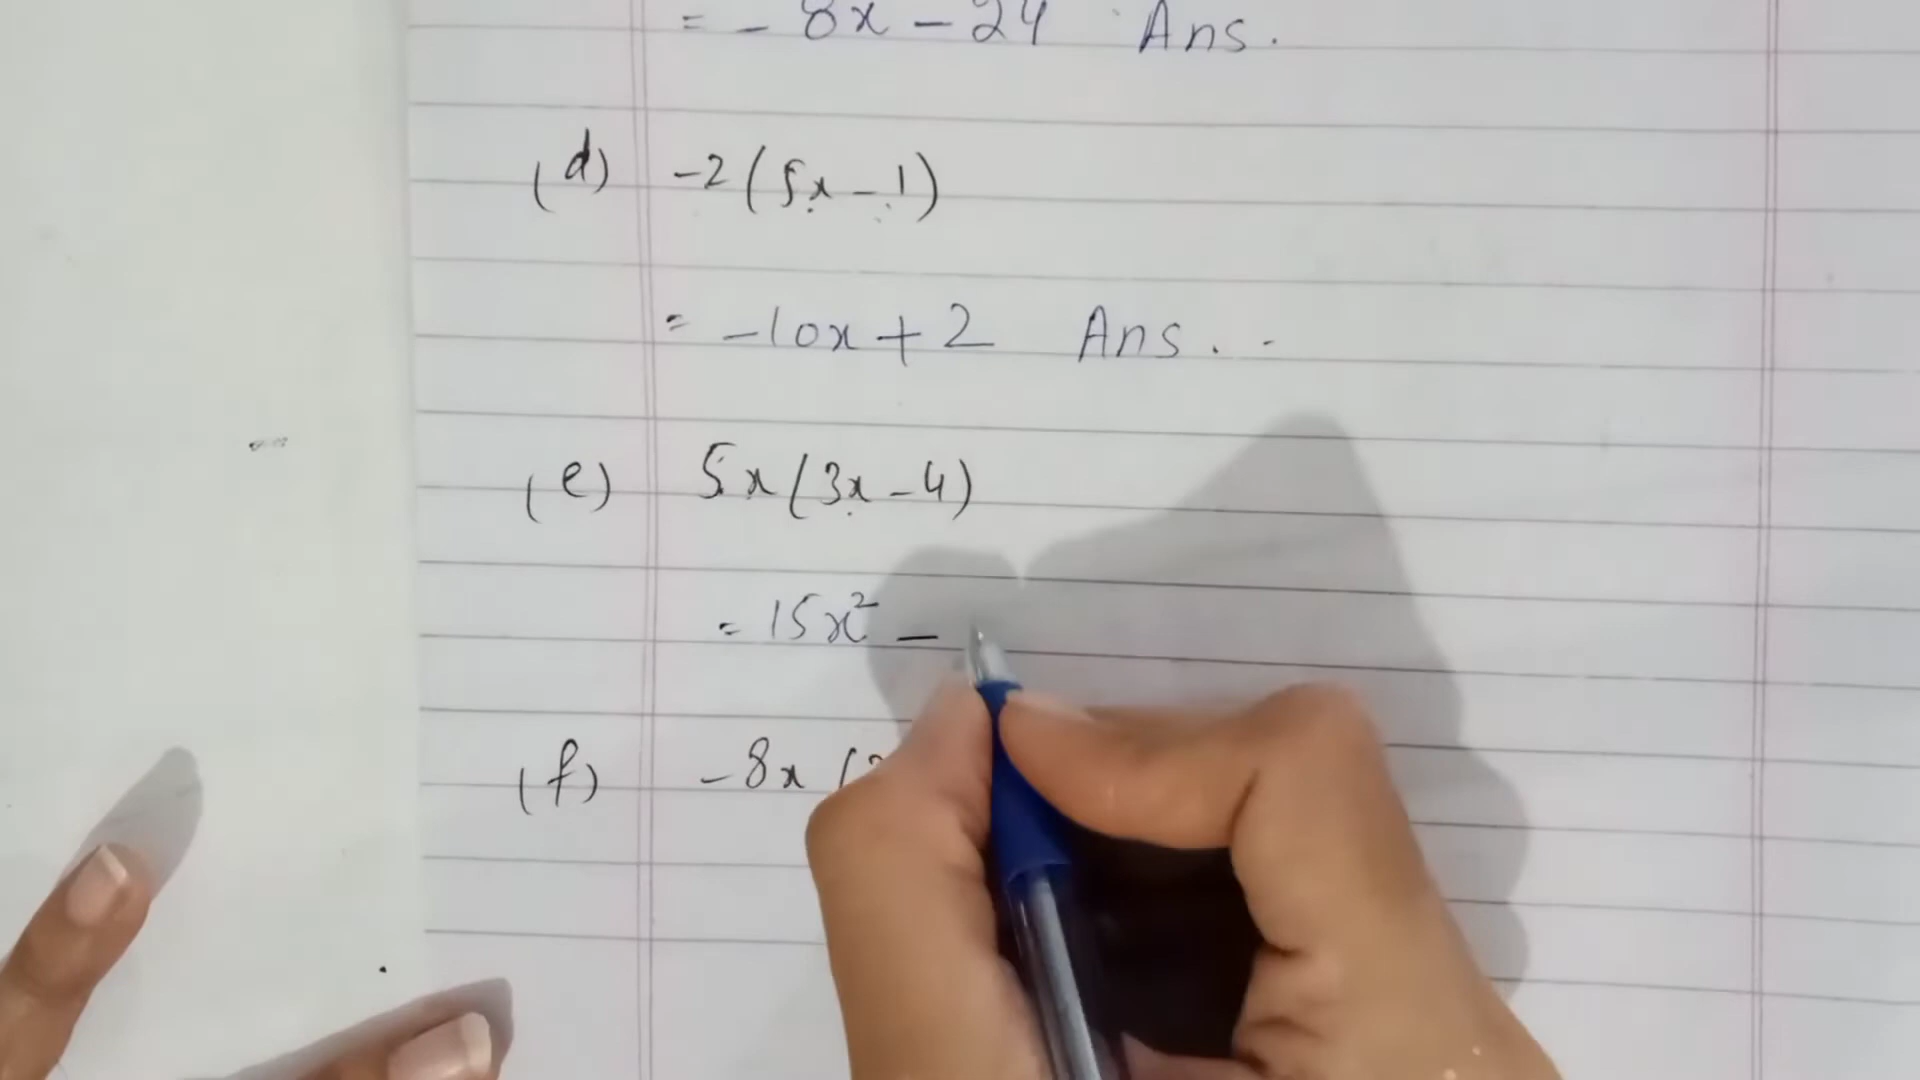 = - 8x - 24 Ans.
(d) -2(5x-1)
= -10x+2 Ans.
(e) 5x(3x-4)
= 15x² -
(f) -8x (